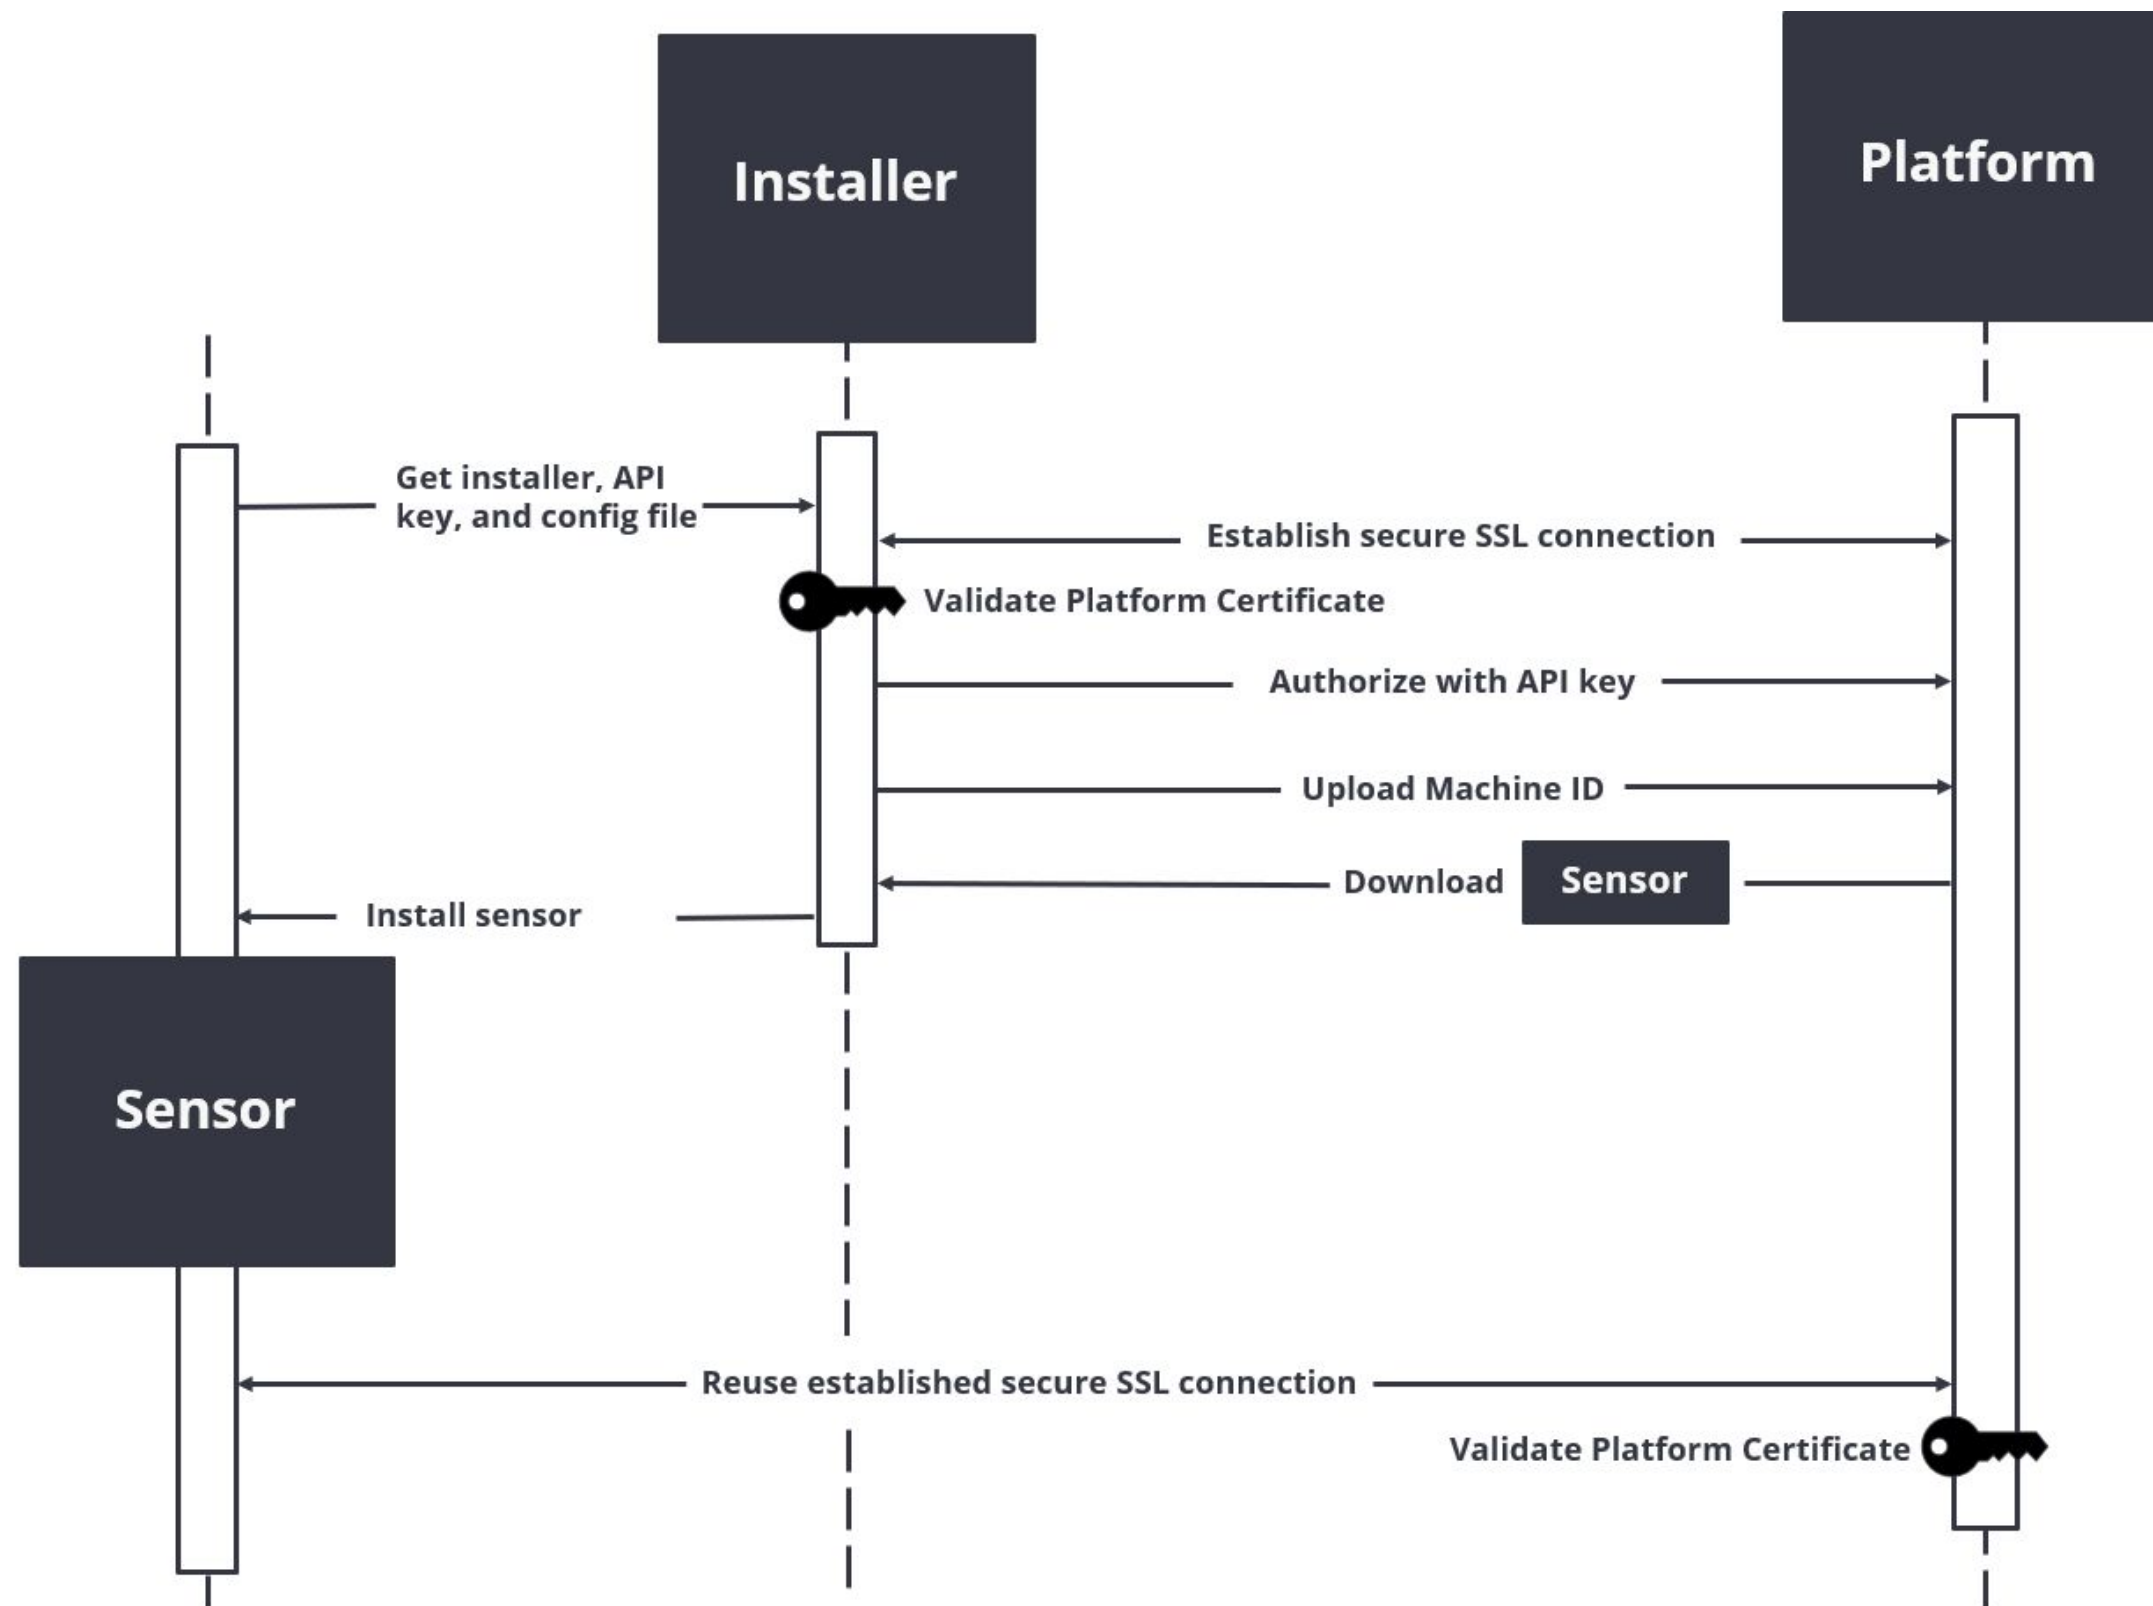 Installer
Platform
Get installer, API
key, and config file
Establish secure SSL connection
Validate Platform Certificate
Authorize with API key
Upload Machine ID
Download Sensor
Install sensor
Sensor
Reuse established secure SSL connection
Validate Platform Certificate